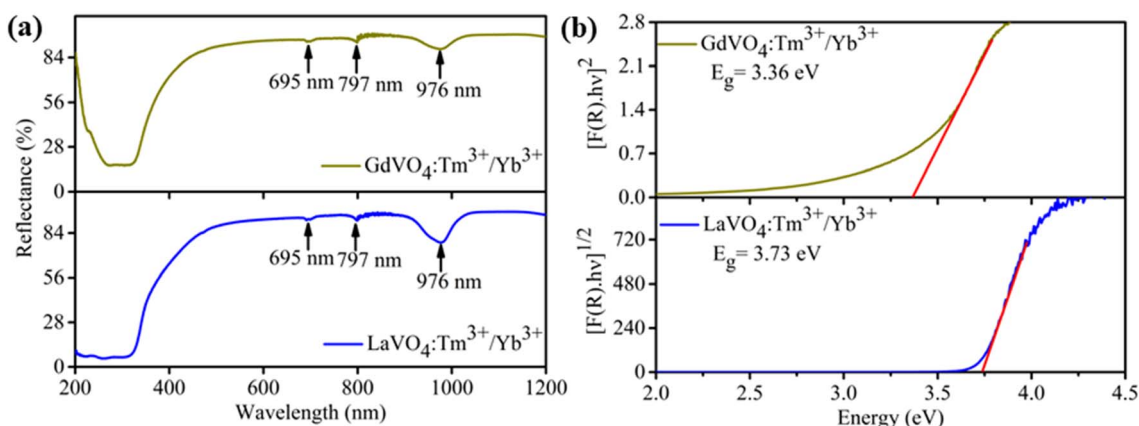 (a)
Reflectance (%)
84
56
28
0
695 nm
797 nm
976 nm
GdVO₄:Tm³⁺/Yb³⁺
84
56
28
0
695 nm
797 nm
976 nm
LaVO₄:Tm³⁺/Yb³⁺
200 400 600 800 1000 1200
Wavelength (nm)
(b)
[F(R).hν]²
2.8
2.1
1.4
0.7
0.0
GdVO₄:Tm³⁺/Yb³⁺
E_g= 3.36 eV
[F(R).hν]^{1/2}
720
480
240
0
LaVO₄:Tm³⁺/Yb³⁺
E_g= 3.73 eV
2.0 2.5 3.0 3.5 4.0 4.5
Energy (eV)